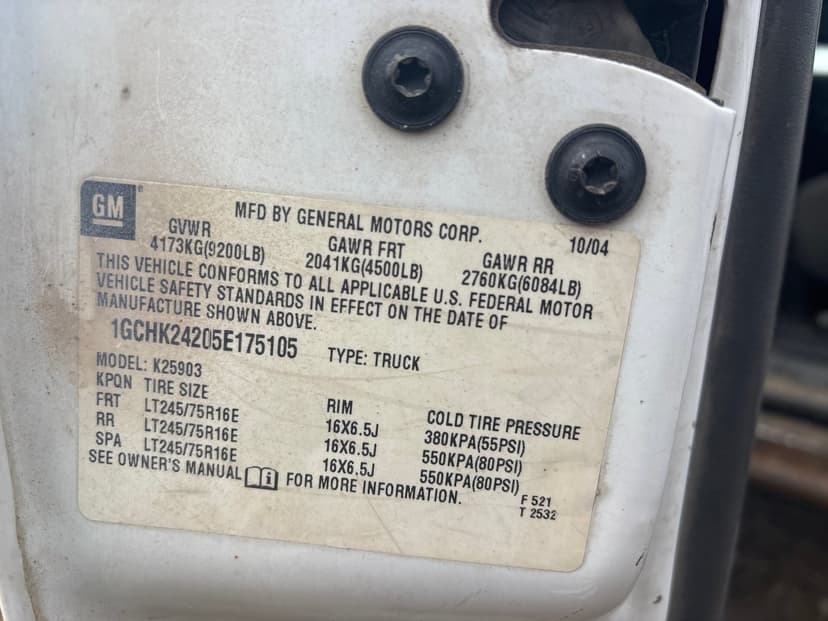 GM
MFD BY GENERAL MOTORS CORP. 10/04
GVWR GAWR FRT GAWR RR
4173KG(9200LB) 2041KG(4500LB) 2760KG(6084LB)
THIS VEHICLE CONFORMS TO ALL APPLICABLE U.S. FEDERAL MOTOR
VEHICLE SAFETY STANDARDS IN EFFECT ON THE DATE OF
MANUFACTURE SHOWN ABOVE.
1GCHK24205E175105 TYPE: TRUCK
MODEL: K25903
KPQN TIRE SIZE RIM COLD TIRE PRESSURE
FRT LT245/75R16E 16X6.5J 380KPA(55PSI)
RR LT245/75R16E 16X6.5J 550KPA(80PSI)
SPA LT245/75R16E 16X6.5J 550KPA(80PSI)
SEE OWNER'S MANUAL FOR MORE INFORMATION.
F 521
T 2532